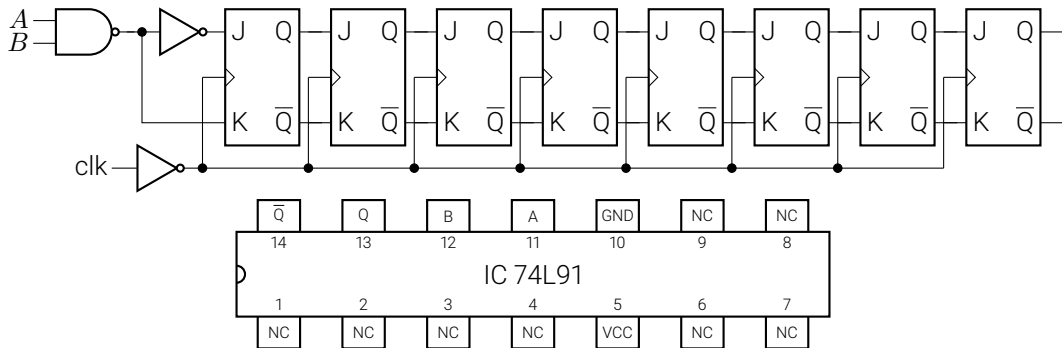 A J Q J Q J Q J Q J Q J Q J Q J Q
B
K Q̅ K Q̅ K Q̅ K Q̅ K Q̅ K Q̅ K Q̅ K Q̅
clk
Q̅ Q B A GND NC NC
14 13 12 11 10 9 8
IC 74L91
1 2 3 4 5 6 7
NC NC NC NC VCC NC NC